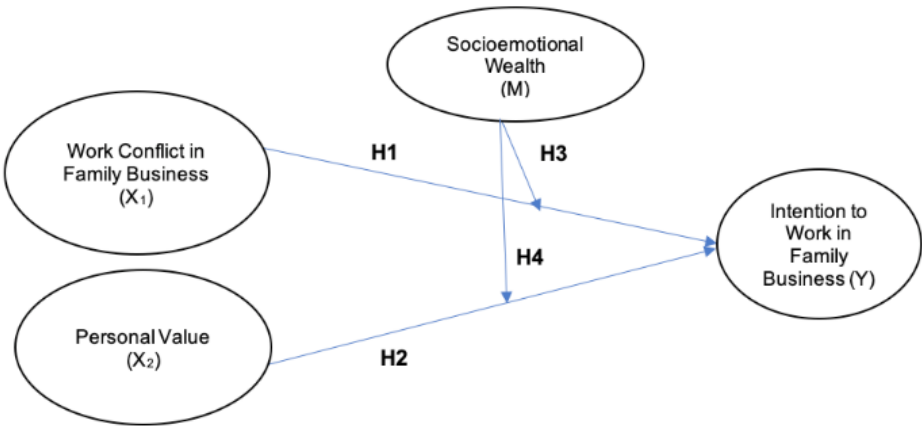 Socioemotional
Wealth
(M)
Work Conflict in
Family Business
(X₁)
H1
H3
Intention to
Work in
Family
Business (Y)
H4
Personal Value
(X₂)
H2